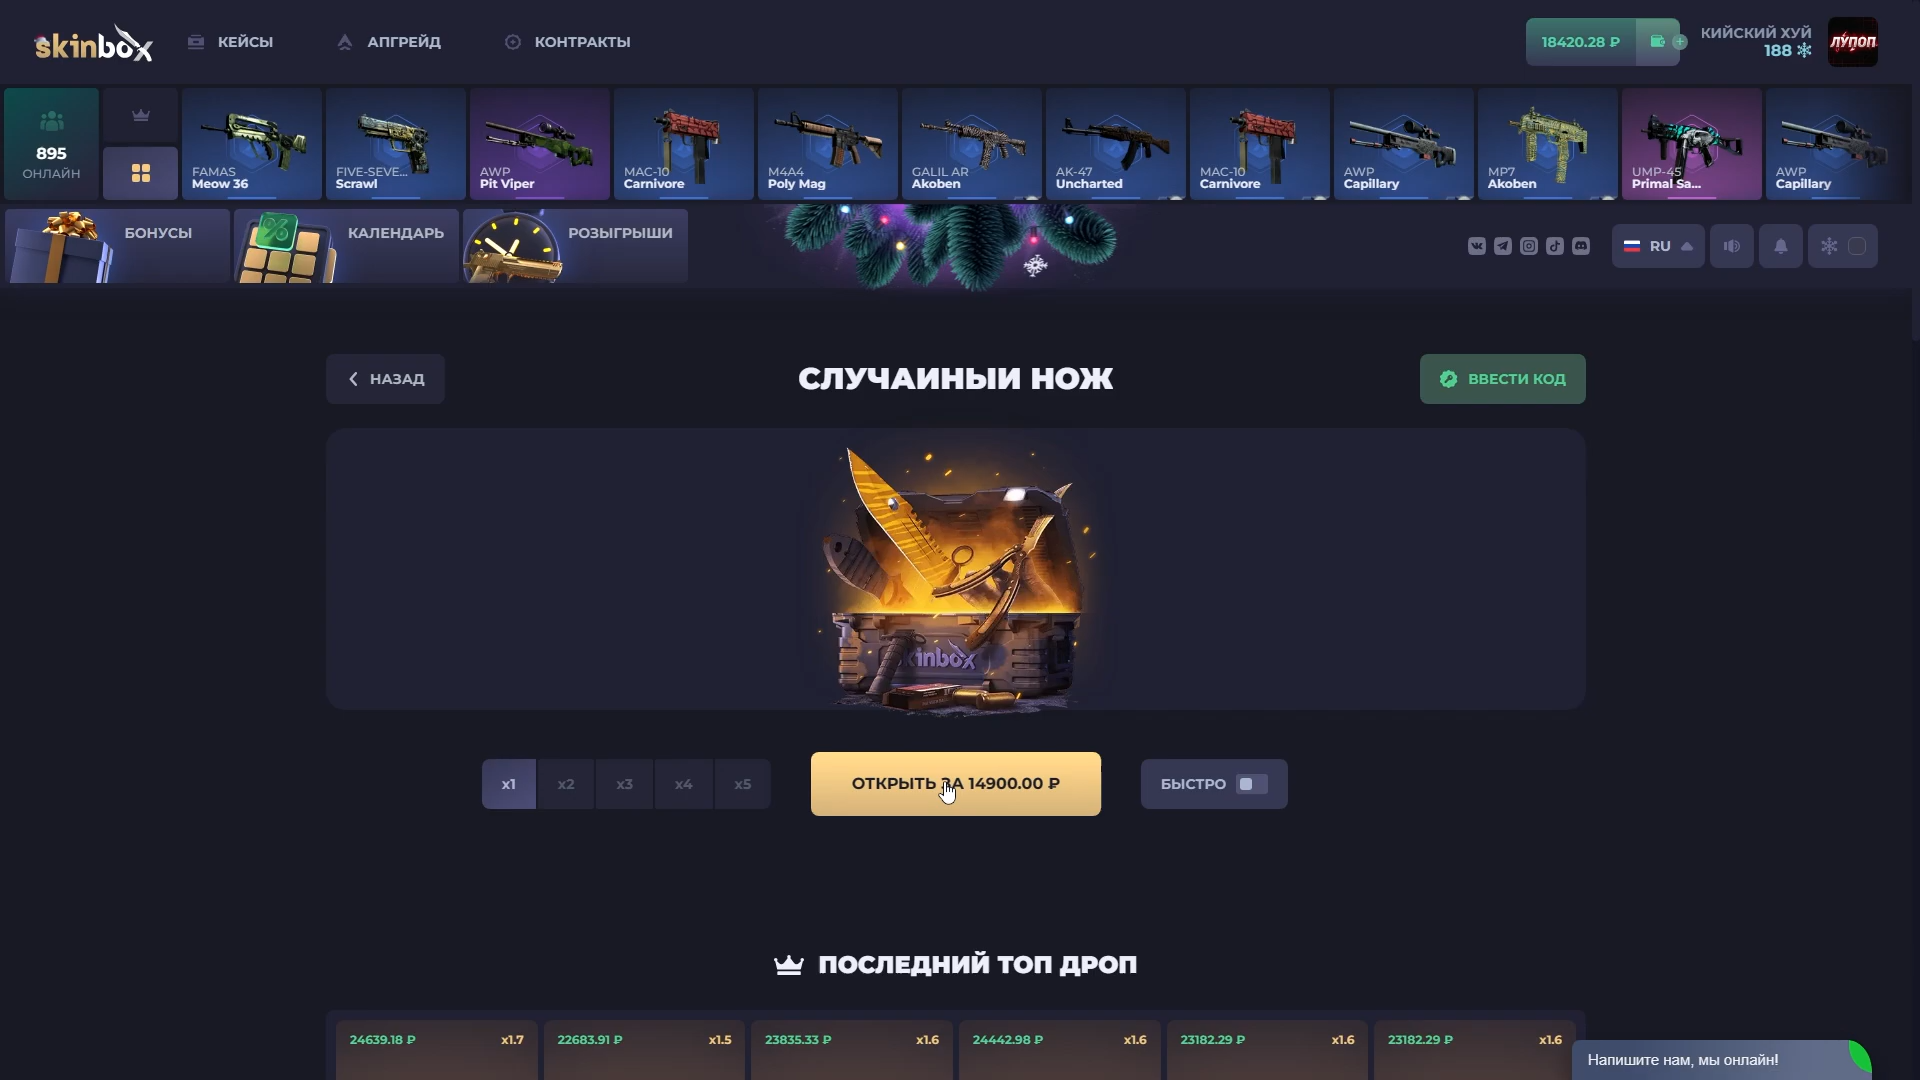 skinbox
КЕЙСЫ
АПГРЕЙД
КОНТРАКТЫ
18420.28 ₽
КИЙСКИЙ ХУЙ
188
ЛУПОП
895
ОНЛАЙН
FAMAS
Meow 36
FIVE-SEVE...
Scrawl
AWP
Pit Viper
MAC-10
Carnivore
M4A4
Poly Mag
GALIL AR
Akoben
AK-47
Uncharted
MAC-10
Carnivore
AWP
Capillary
MP7
Akoben
UMP-45
Primal Sa...
AWP
Capillary
БОНУСЫ
КАЛЕНДАРЬ
РОЗЫГРЫШИ
RU
НАЗАД
СЛУЧАИНЫИ НОЖ
ВВЕСТИ КОД
skinbox
x1
x2
x3
x4
x5
ОТКРЫТЬ ЗА 14900.00 ₽
БЫСТРО
ПОСЛЕДНИЙ ТОП ДРОП
24639.18 ₽ x1.7
22683.91 ₽ x1.5
23835.33 ₽ x1.6
24442.98 ₽ x1.6
23182.29 ₽ x1.6
23182.29 ₽ x1.6
Напишите нам, мы онлайн!